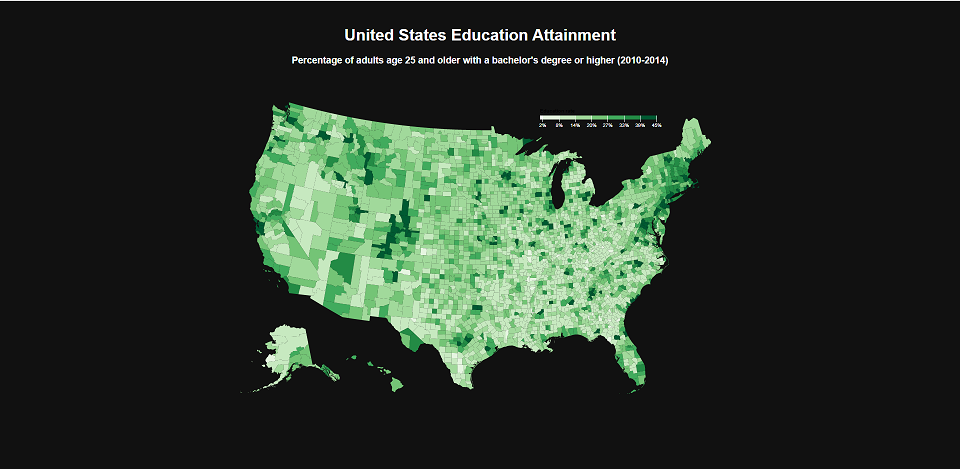 United States Education Attainment
Percentage of adults age 25 and older with a bachelor's degree or higher (2010-2014)
3% 8% 14% 20% 27% 33% 39% 45%